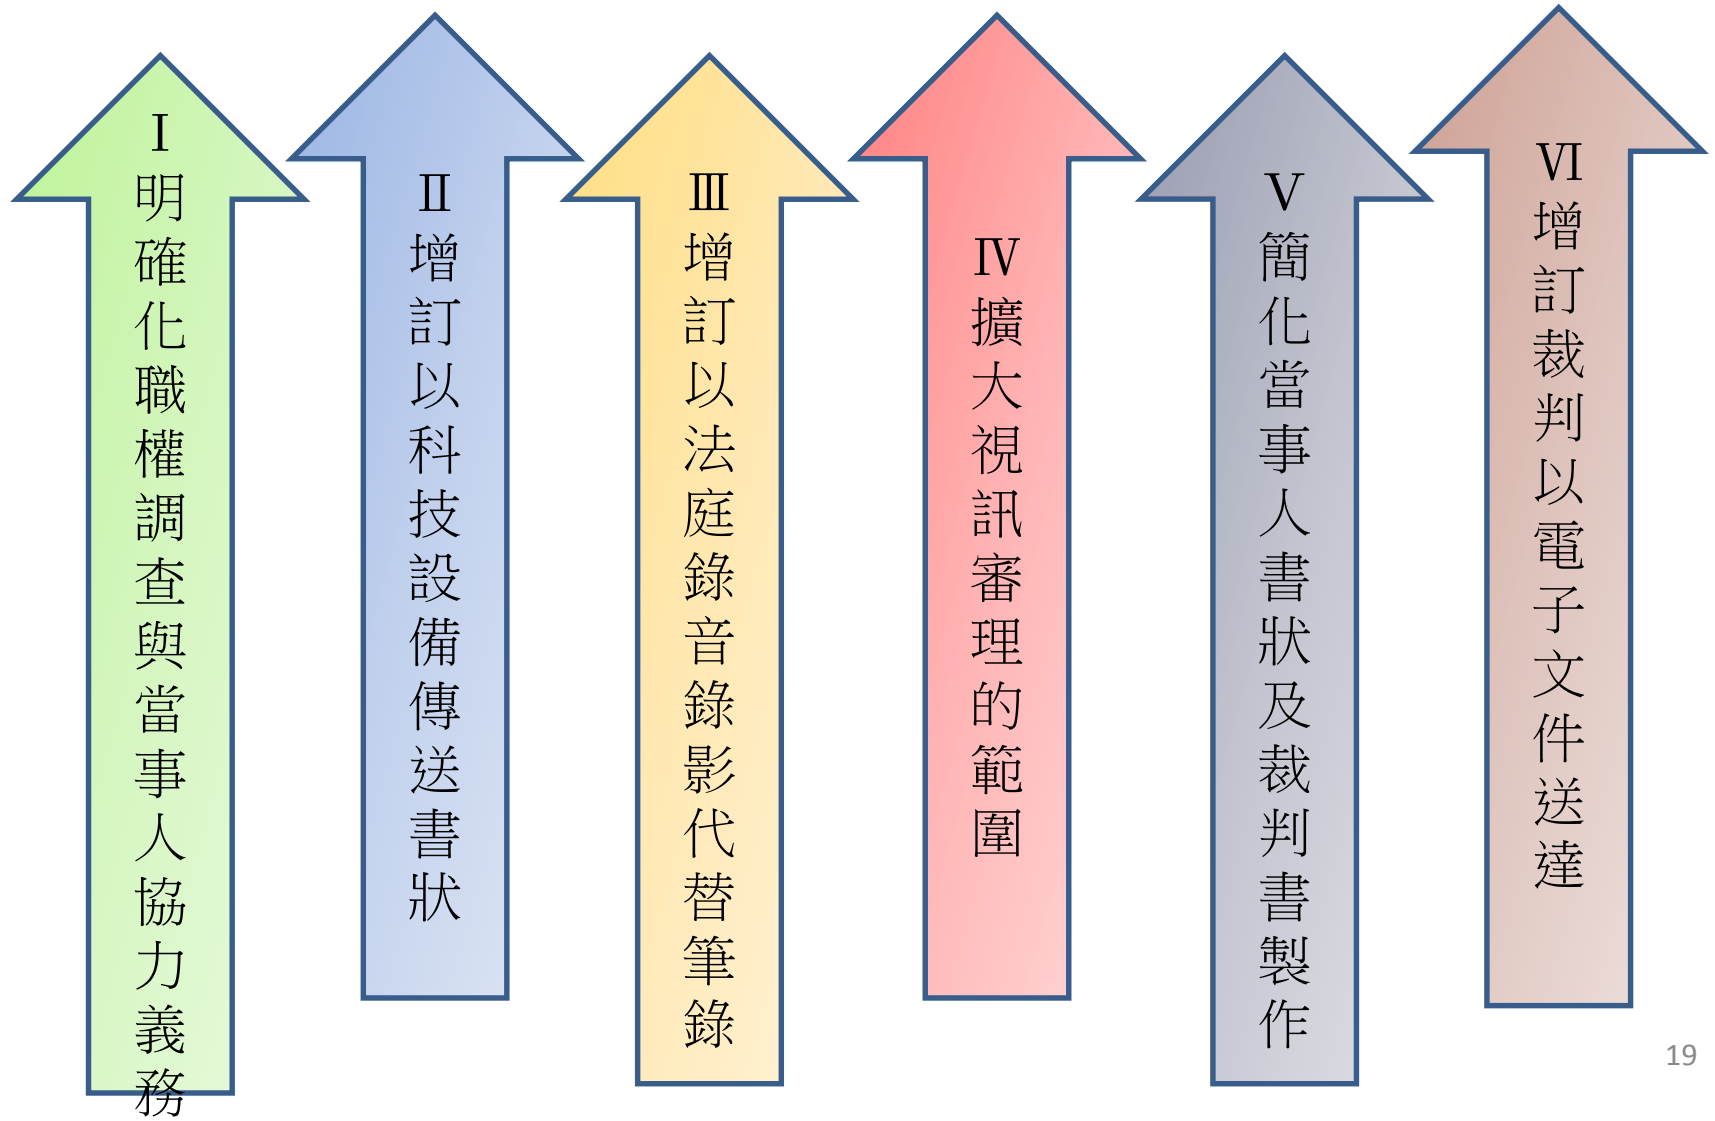 Ⅰ明確化職權調查與當事人協力義務
Ⅱ增訂以科技設備傳送書狀
Ⅲ增訂以法庭錄音錄影代替筆錄
Ⅳ擴大視訊審理的範圍
Ⅴ簡化當事人書狀及裁判書製作
Ⅵ增訂裁判以電子文件送達
19